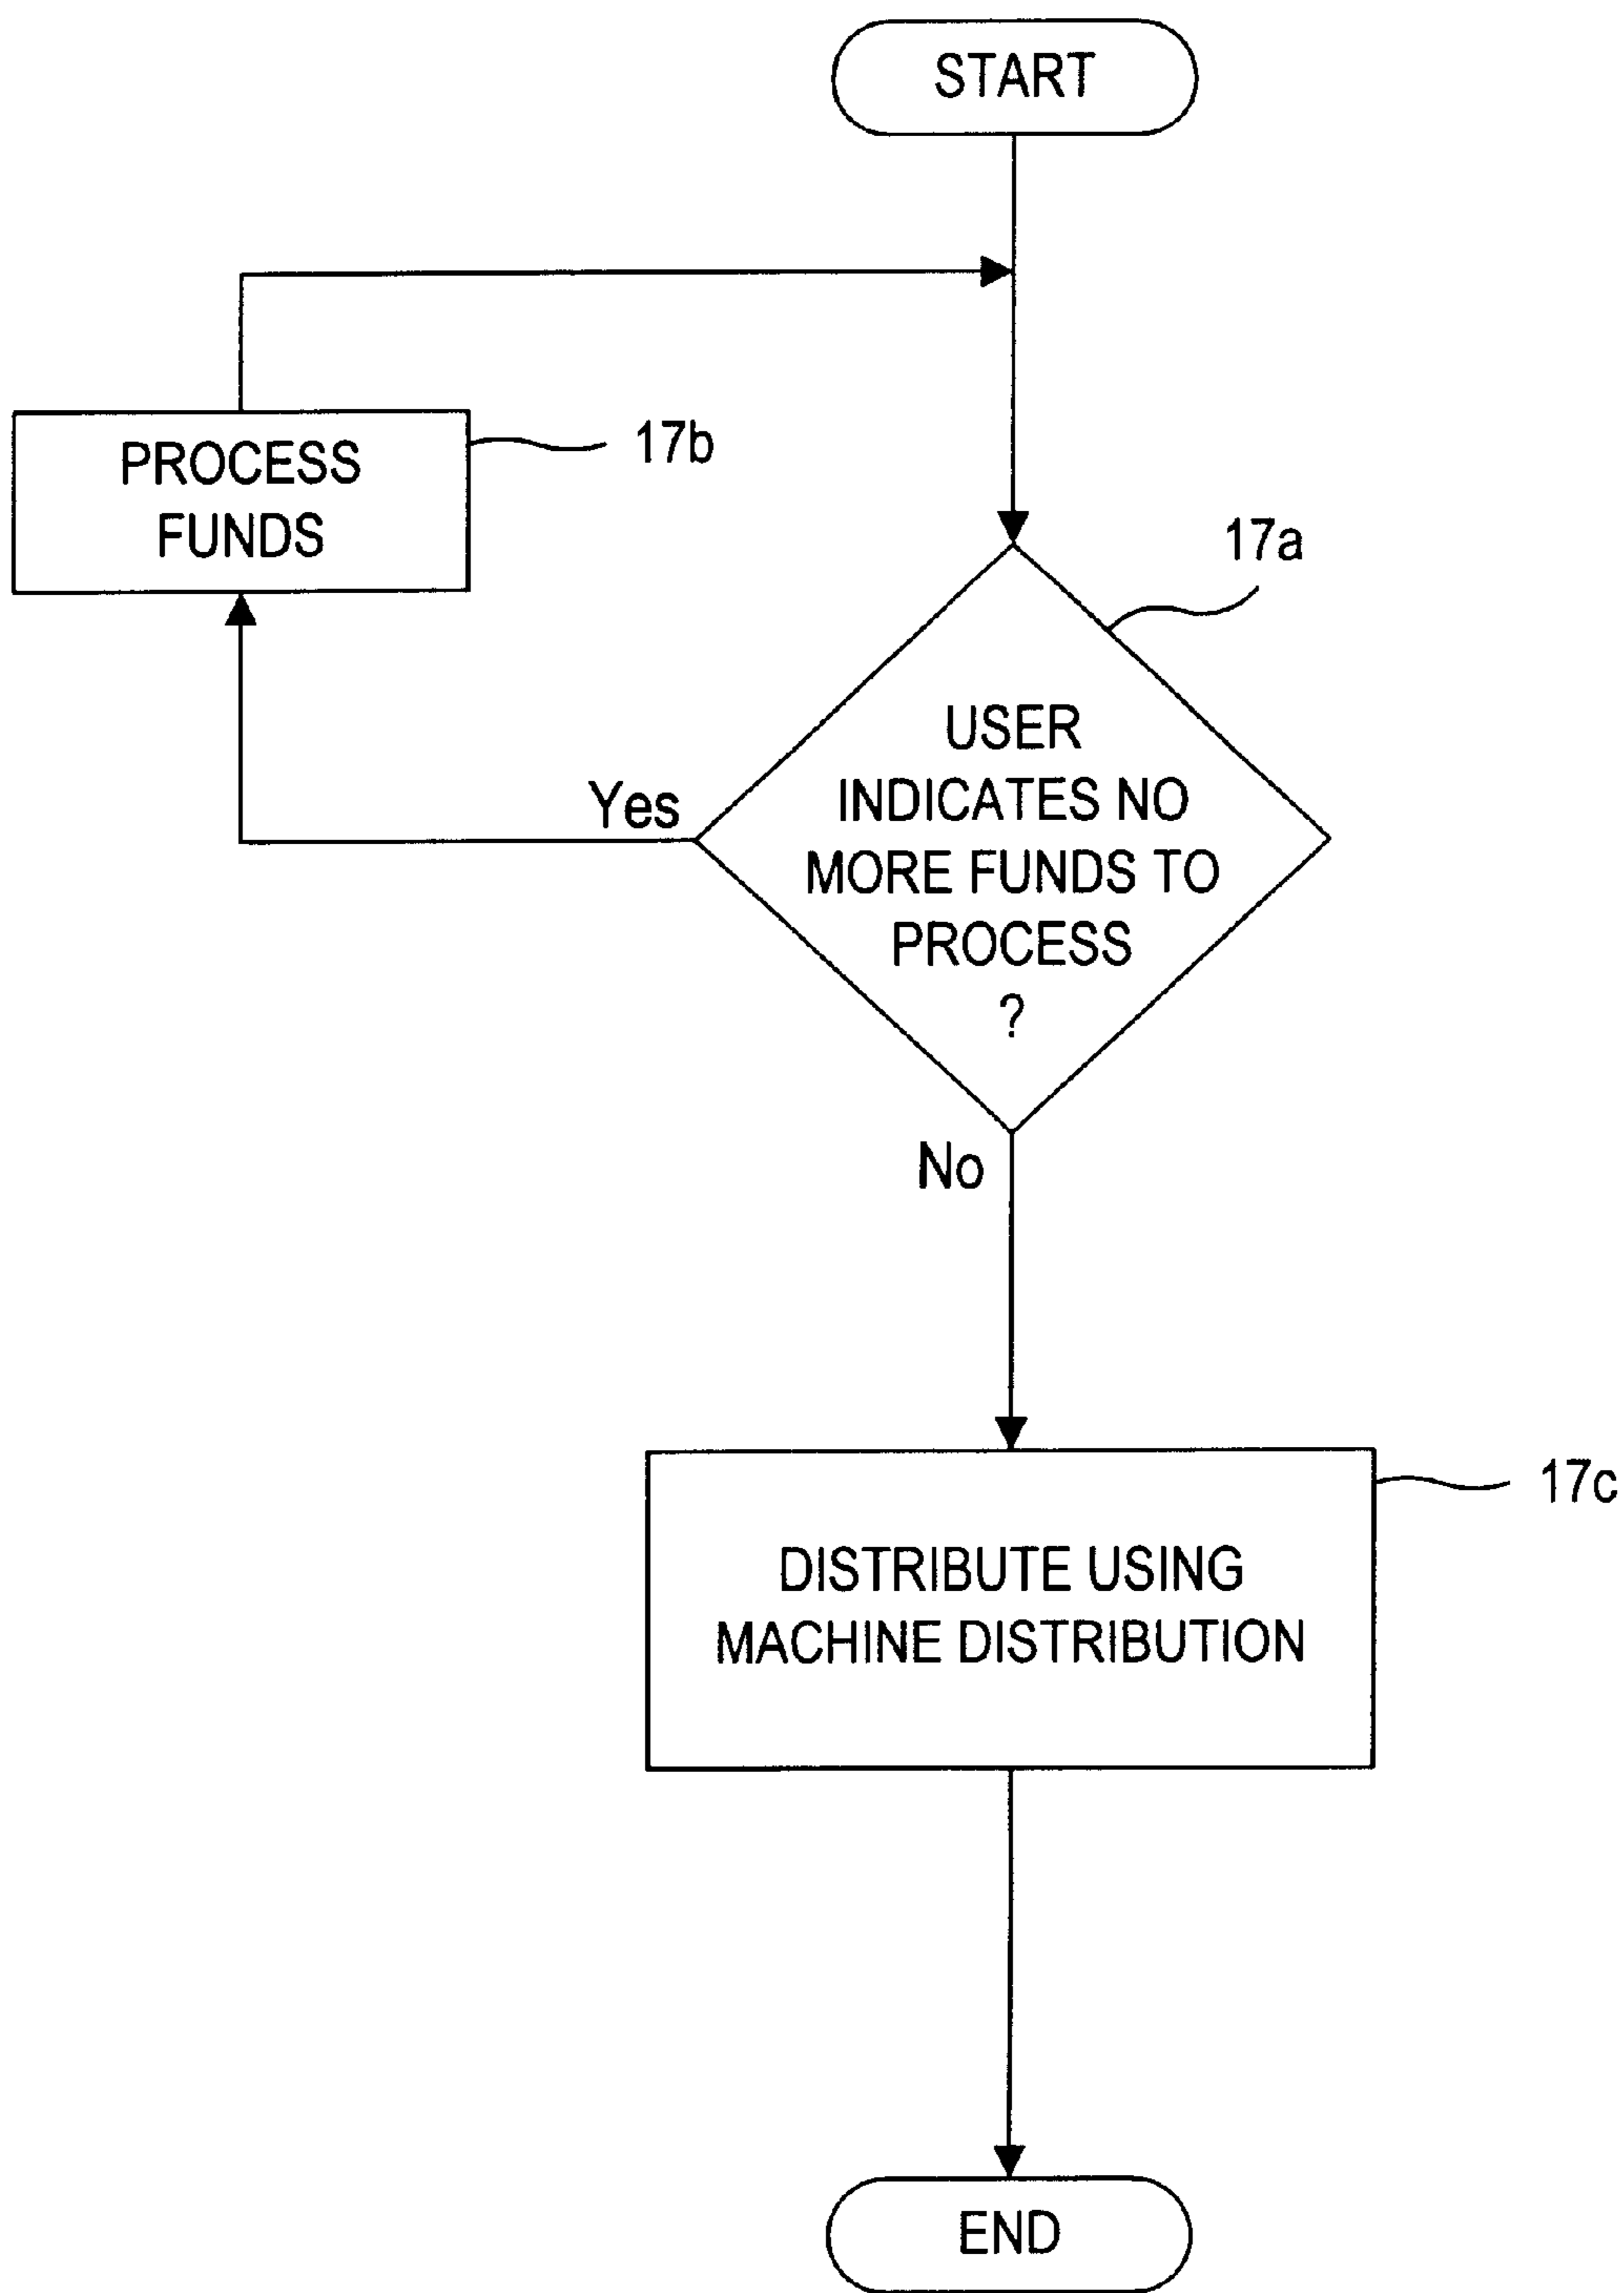 START
PROCESS
FUNDS
17b
17a
USER
INDICATES NO
MORE FUNDS TO
PROCESS
?
Yes
No
17c
DISTRIBUTE USING
MACHINE DISTRIBUTION
END